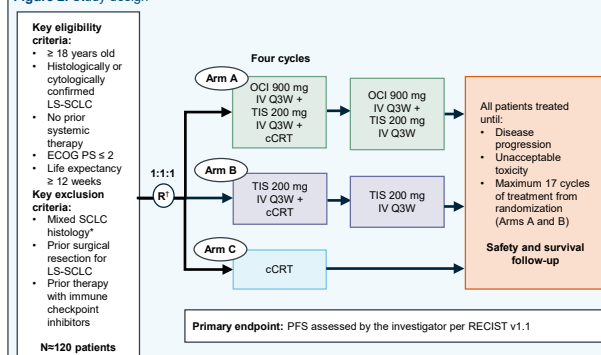 Figure 2. Study design
Key eligibility
criteria:
• ≥ 18 years old
• Histologically or
cytologically
confirmed
LS-SCLC
• No prior
systemic
therapy
• ECOG PS ≤ 2
• Life expectancy
≥ 12 weeks
Key exclusion
criteria:
• Mixed SCLC
histology*
• Prior surgical
resection for
LS-SCLC
• Prior therapy
with immune
checkpoint
inhibitors
N≈120 patients
1:1:1
R†
Four cycles
Arm A
OCI 900 mg
IV Q3W +
TIS 200 mg
IV Q3W +
cCRT
OCI 900 mg
IV Q3W +
TIS 200 mg
IV Q3W
Arm B
TIS 200 mg
IV Q3W +
cCRT
TIS 200 mg
IV Q3W
Arm C
cCRT
All patients treated
until:
• Disease
progression
• Unacceptable
toxicity
• Maximum 17 cycles
of treatment from
randomization
(Arms A and B)
Safety and survival
follow-up
Primary endpoint: PFS assessed by the investigator per RECIST v1.1